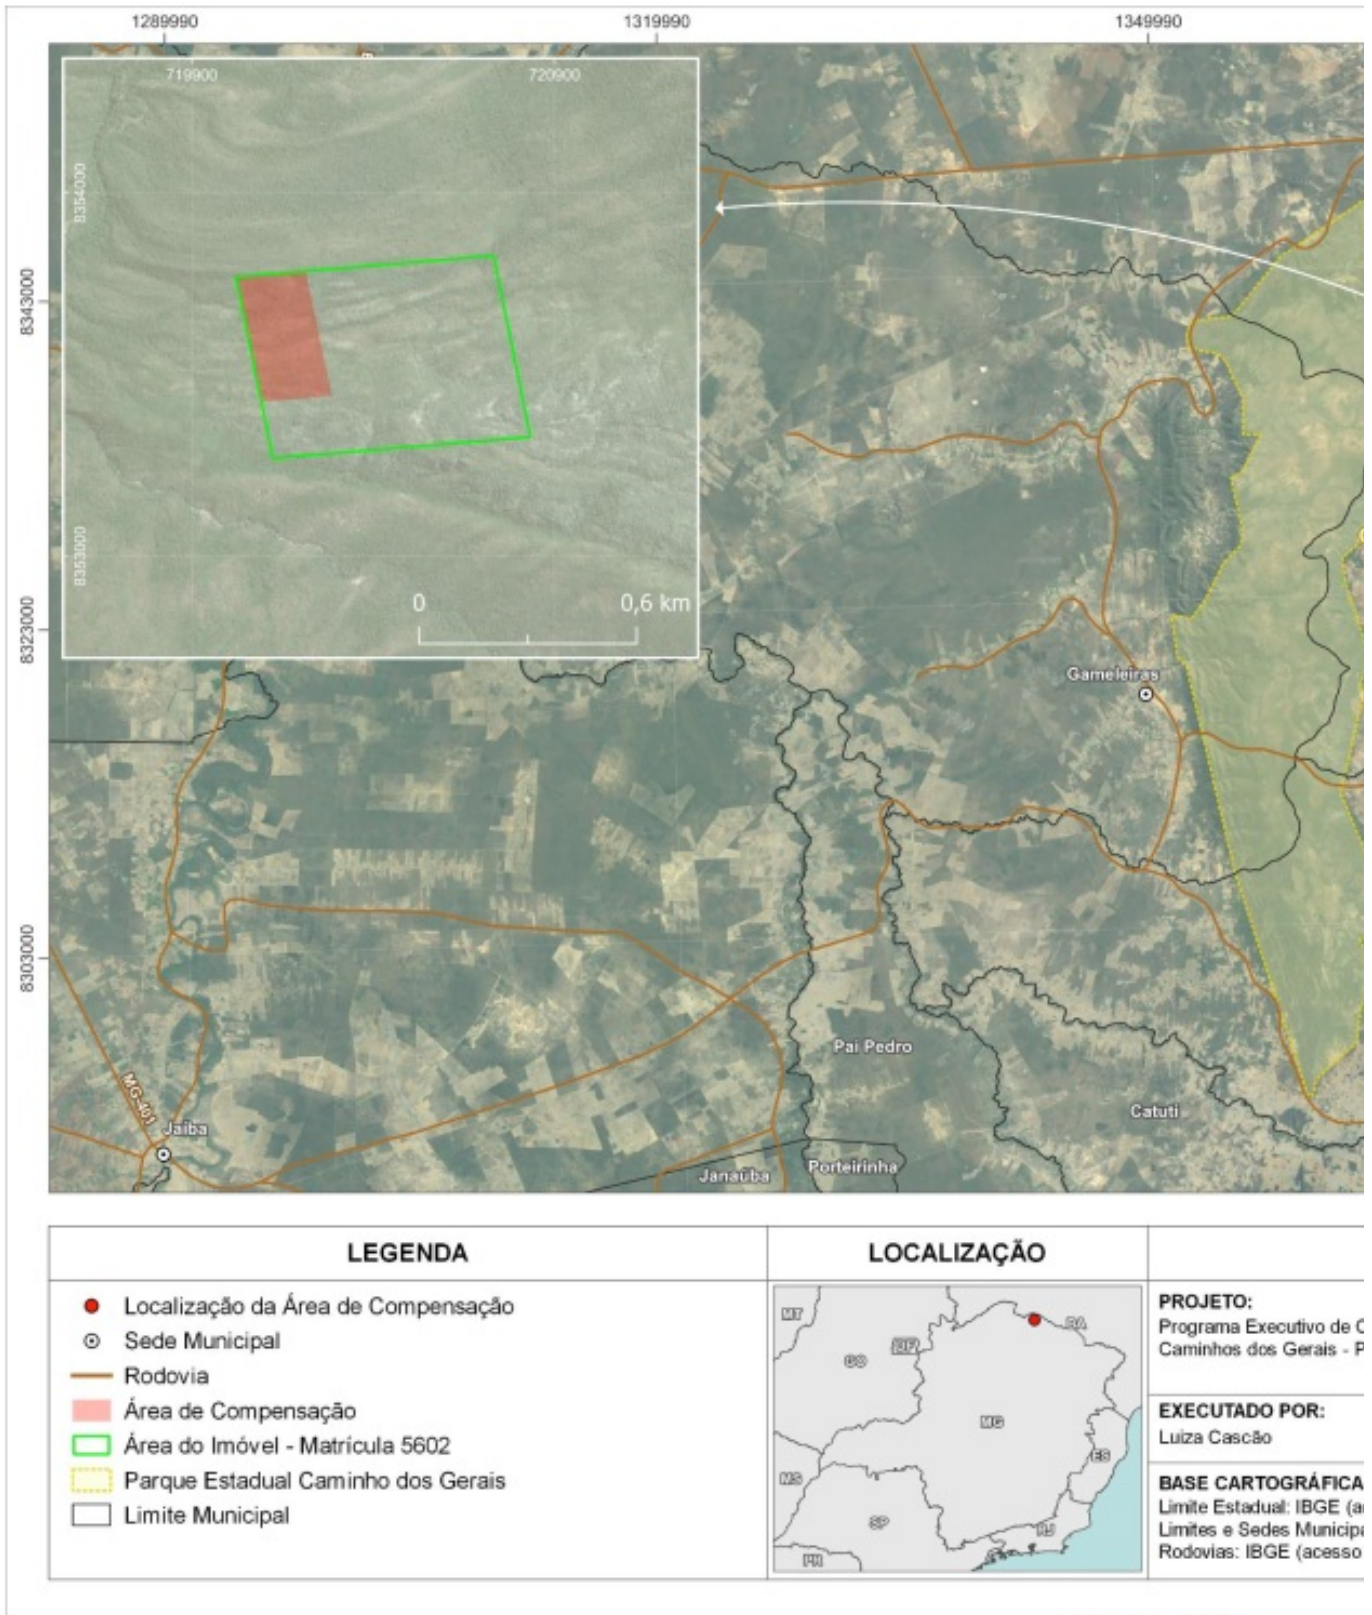 1289990
1319990
1349990
719900
720900
8354000
8343000
8353000
0
0,6 km
8323000
Gameleiras
8303000
Pai Pedro
MG-401
Jaíba
Catuti
Porteirinha
Janaúba
LEGENDA
Localização da Área de Compensação
Sede Municipal
Rodovia
Área de Compensação
Área do Imóvel - Matrícula 5602
Parque Estadual Caminho dos Gerais
Limite Municipal
LOCALIZAÇÃO
MT
BA
GO
DF
MG
ES
MS
SP
RJ
PR
PROJETO:
Programa Executivo de C
Caminhos dos Gerais - P
EXECUTADO POR:
Luiza Cascão
BASE CARTOGRÁFICA
Limite Estadual: IBGE (a
Limites e Sedes Municipa
Rodovias: IBGE (acesso